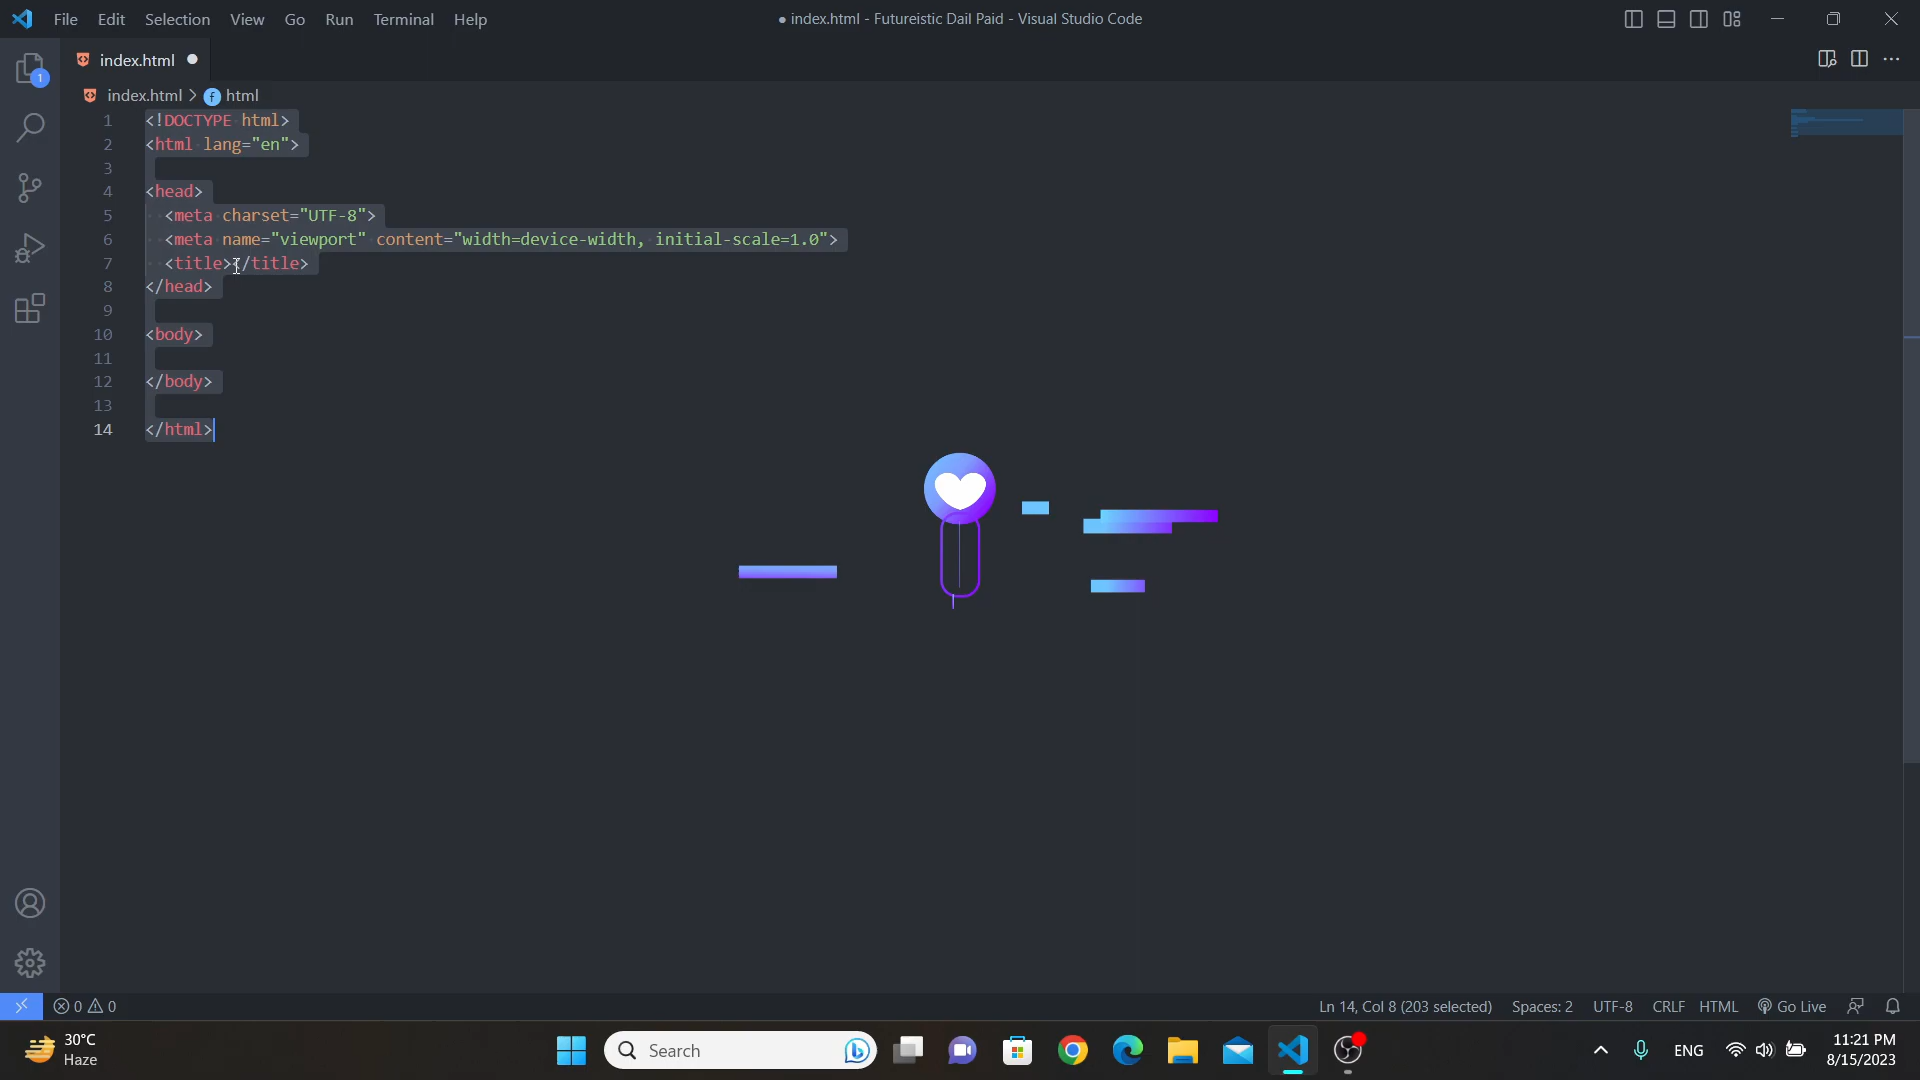 File Edit Selection View Go Run Terminal Help
● index.html - Futureistic Dail Paid - Visual Studio Code
index.html
1
index.html > html
1 <!DOCTYPE html>
2 <html lang="en">
3
4 <head>
5 <meta charset="UTF-8">
6 <meta name="viewport" content="width=device-width, initial-scale=1.0">
7 <title></title>
8 </head>
9
10 <body>
11
12 </body>
13
14 </html>
0 0
Ln 14, Col 8 (203 selected) Spaces: 2 UTF-8 CRLF HTML Go Live
30°C
Haze
Search
ENG
11:21 PM
8/15/2023